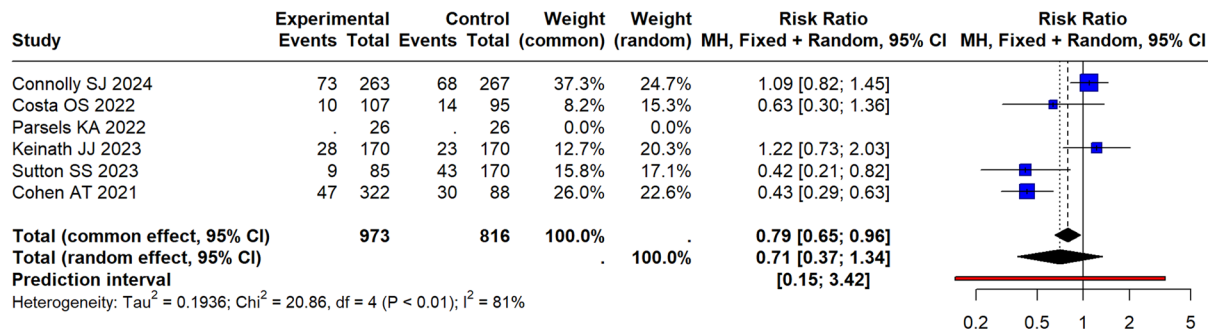 Experimental Control Weight Weight Risk Ratio Risk Ratio
Study Events Total Events Total (common) (random) MH, Fixed + Random, 95% CI MH, Fixed + Random, 95% CI
Connolly SJ 2024 73 263 68 267 37.3% 24.7% 1.09 [0.82; 1.45]
Costa OS 2022 10 107 14 95 8.2% 15.3% 0.63 [0.30; 1.36]
Parsels KA 2022 . 26 . 26 0.0% 0.0%
Keinath JJ 2023 28 170 23 170 12.7% 20.3% 1.22 [0.73; 2.03]
Sutton SS 2023 9 85 43 170 15.8% 17.1% 0.42 [0.21; 0.82]
Cohen AT 2021 47 322 30 88 26.0% 22.6% 0.43 [0.29; 0.63]
Total (common effect, 95% CI) 973 816 100.0% . 0.79 [0.65; 0.96]
Total (random effect, 95% CI) . 100.0% 0.71 [0.37; 1.34]
Prediction interval [0.15; 3.42]
Heterogeneity: Tau² = 0.1936; Chi² = 20.86, df = 4 (P < 0.01); I² = 81%
0.2 0.5 1 2 5